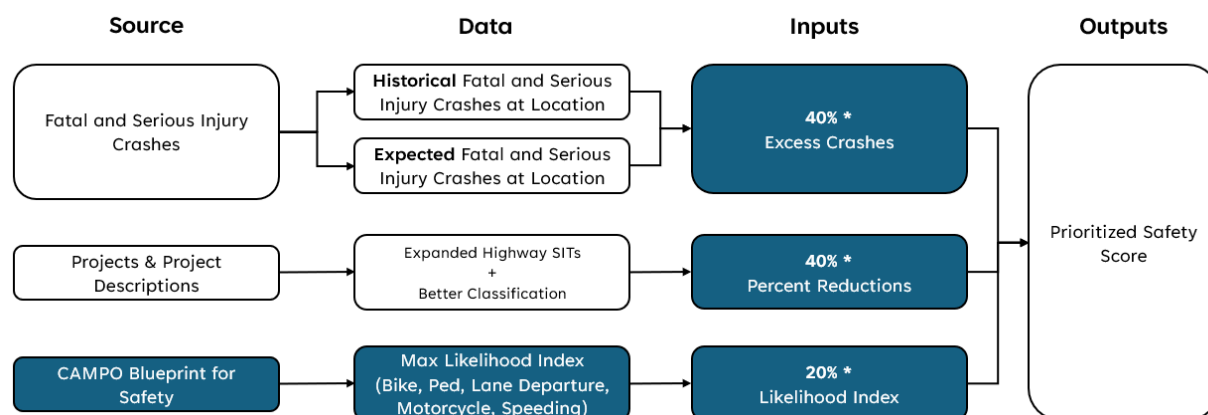 Source
Data
Inputs
Outputs
Fatal and Serious Injury
Crashes
Historical Fatal and Serious
Injury Crashes at Location
Expected Fatal and Serious
Injury Crashes at Location
40% *
Excess Crashes
Projects & Project
Descriptions
Expanded Highway SITs
+
Better Classification
40% *
Percent Reductions
CAMPO Blueprint for
Safety
Max Likelihood Index
(Bike, Ped, Lane Departure,
Motorcycle, Speeding)
20% *
Likelihood Index
Prioritized Safety
Score